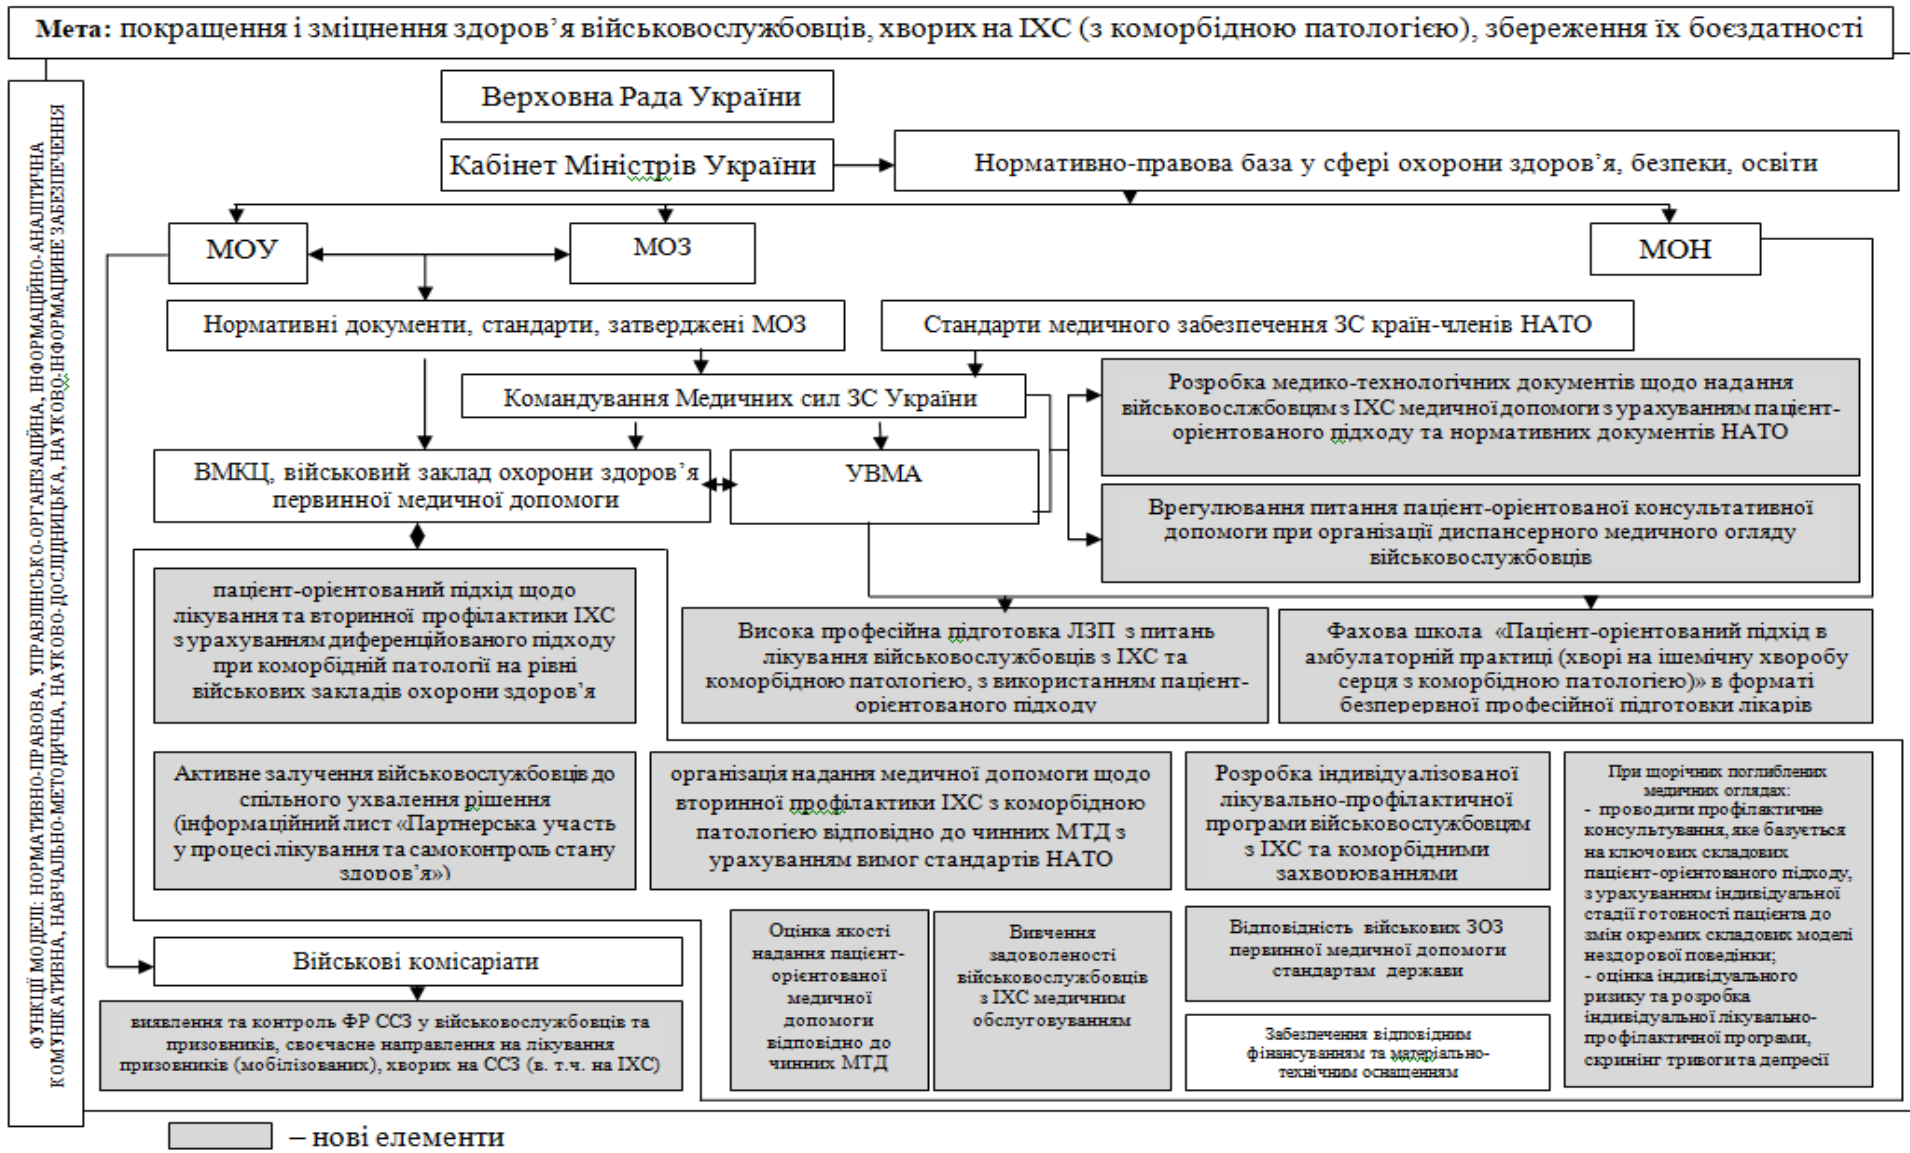 Мета: покращення і зміцнення здоров’я військовослужбовців, хворих на ІХС (з коморбідною патологією), збереження їх боєздатності
ФУНКЦІЇ МОДЕЛІ: НОРМАТИВНО-ПРАВОВА, УПРАВЛІНСЬКО-ОРГАНІЗАЦІЙНА, ІНФОРМАЦІЙНО-АНАЛІТИЧНА
КОМУНІКАТИВНА, НАВЧАЛЬНО-МЕТОДИЧНА, НАУКОВО-ДОСЛІДНИЦЬКА, НАУКОВО-ІНФОРМАЦІЙНЕ ЗАБЕЗПЕЧЕННЯ
Верховна Рада України
Кабінет Міністрів України
Нормативно-правова база у сфері охорони здоров’я, безпеки, освіти
МОУ
МОЗ
МОН
Нормативні документи, стандарти, затверджені МОЗ
Стандарти медичного забезпечення ЗС країн-членів НАТО
Командування Медичних сил ЗС України
Розробка медико-технологічних документів щодо надання
військовослжбовцям з ІХС медичної допомоги з урахуванням пацієнт-
орієнтованого підходу та нормативних документів НАТО
ВМКЦ, військовий заклад охорони здоров’я
первинної медичної допомоги
УВМА
Врегулювання питання пацієнт-орієнтованої консультативної
допомоги при організації диспансерного медичного огляду
військовослужбовців
пацієнт-орієнтований підхід щодо
лікування та вторинної профілактики ІХС
з урахуванням диференційованого підходу
при коморбідній патології на рівні
військових закладів охорони здоров’я
Висока професійна підготовка ЛЗП з питань
лікування військовослужбовців з ІХС та
коморбідною патологією, з використанням пацієнт-
орієнтованого підходу
Фахова школа «Пацієнт-орієнтований підхід в
амбулаторній практиці (хворі на ішемічну хворобу
серця з коморбідною патологією)» в форматі
безперервної професійної підготовки лікарів
Активне залучення військовослужбовців до
спільного ухвалення рішення
(інформаційний лист «Партнерська участь
у процесі лікування та самоконтроль стану
здоров’я»)
організація надання медичної допомоги щодо
вторинної профілактики ІХС з коморбідною
патологією відповідно до чинних МТД з
урахуванням вимог стандартів НАТО
Розробка індивідуалізованої
лікувально-профілактичної
програми військовослужбовцям
з ІХС та коморбідними
захворюваннями
При щорічних поглиблених
медичних оглядах:
- проводити профілактичне
консультування, яке базується
на ключових складових
пацієнт-орієнтованого підходу,
з урахуванням індивідуальної
стадії готовності пацієнта до
змін окремих складових моделі
нездорової поведінки;
- оцінка індивідуального
ризику та розробка
індивідуальної лікувально-
профілактичної програми,
скринінг тривоги та депресії
Військові комісаріати
виявлення та контроль ФР ССЗ у військовослужбовців та
призовників, своєчасне направлення на лікування
призовників (мобілізованих), хворих на ССЗ (в. т.ч. на ІХС)
Оцінка якості
надання пацієнт-
орієнтованої
медичної
допомоги
відповідно до
чинних МТД
Вивчення
задоволеності
військовослужбовців
з ІХС медичним
обслуговуванням
Відповідність військових ЗОЗ
первинної медичної допомоги
стандартам держави
Забезпечення відповідним
фінансуванням та матеріально-
технічним оснащенням
– нові елементи